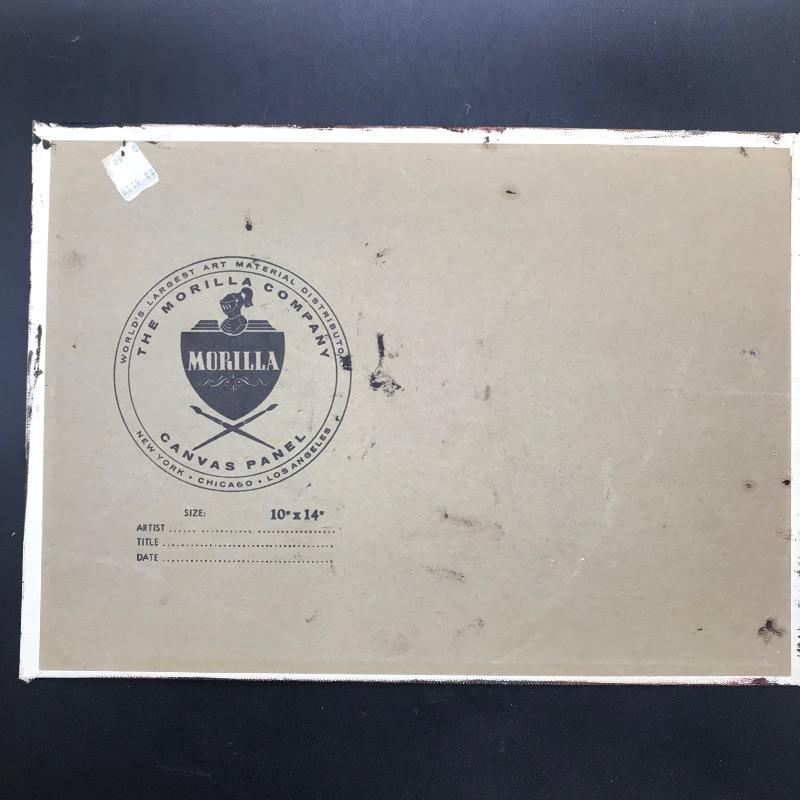 WORLD'S LARGEST ART MATERIAL DISTRIBUTOR
THE MORILLA COMPANY
MORILLA
CANVAS PANEL
NEW YORK • CHICAGO • LOS ANGELES
SIZE: 10" x 14"
ARTIST
TITLE
DATE